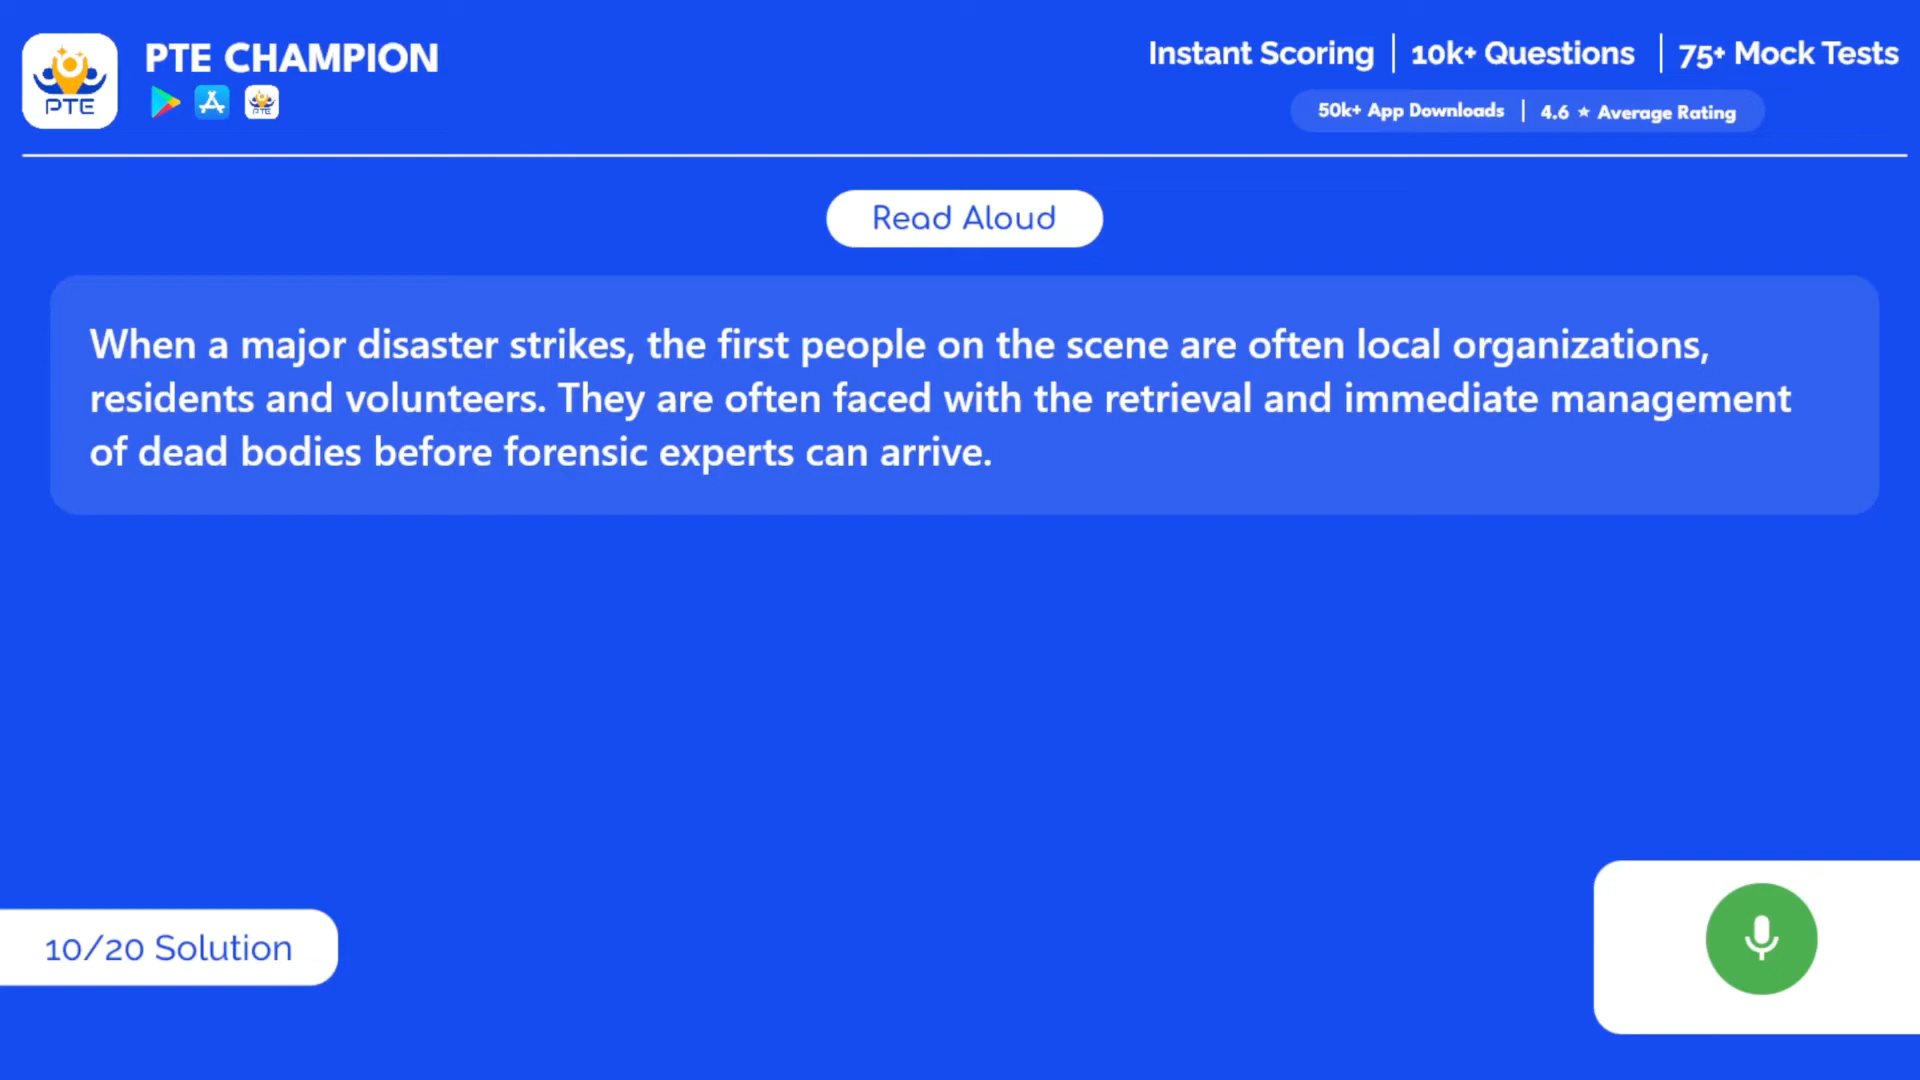 PTE CHAMPION
PTE
PTE
Instant Scoring | 10k+ Questions | 75+ Mock Tests
50k+ App Downloads | 4.6 ★ Average Rating
Read Aloud
When a major disaster strikes, the first people on the scene are often local organizations,
residents and volunteers. They are often faced with the retrieval and immediate management
of dead bodies before forensic experts can arrive.
10/20 Solution